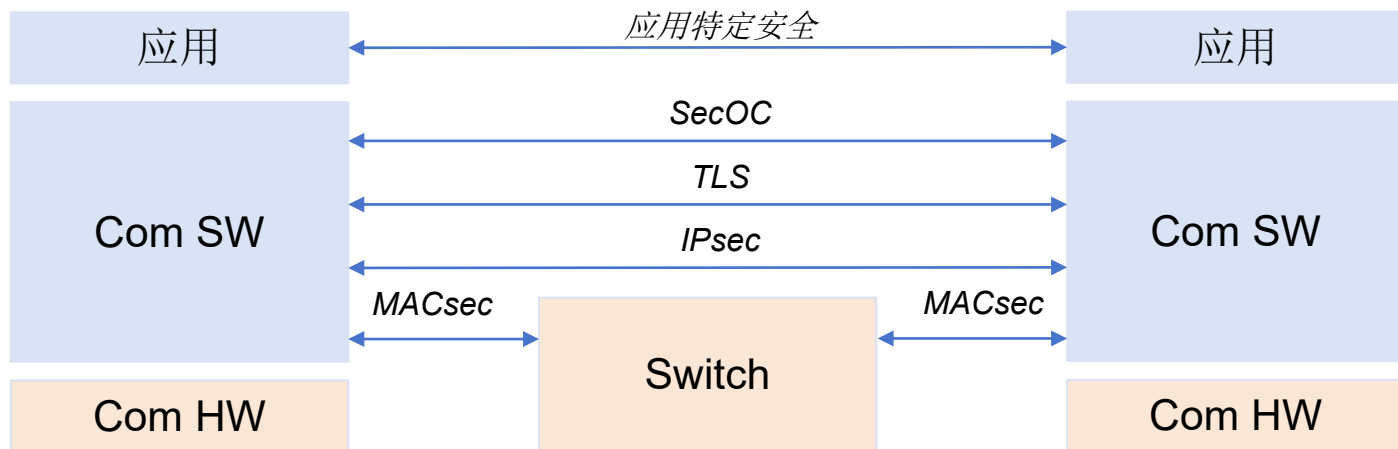 应用
应用特定安全
应用
SecOC
TLS
Com SW
Com SW
IPsec
MACsec
MACsec
Switch
Com HW
Com HW